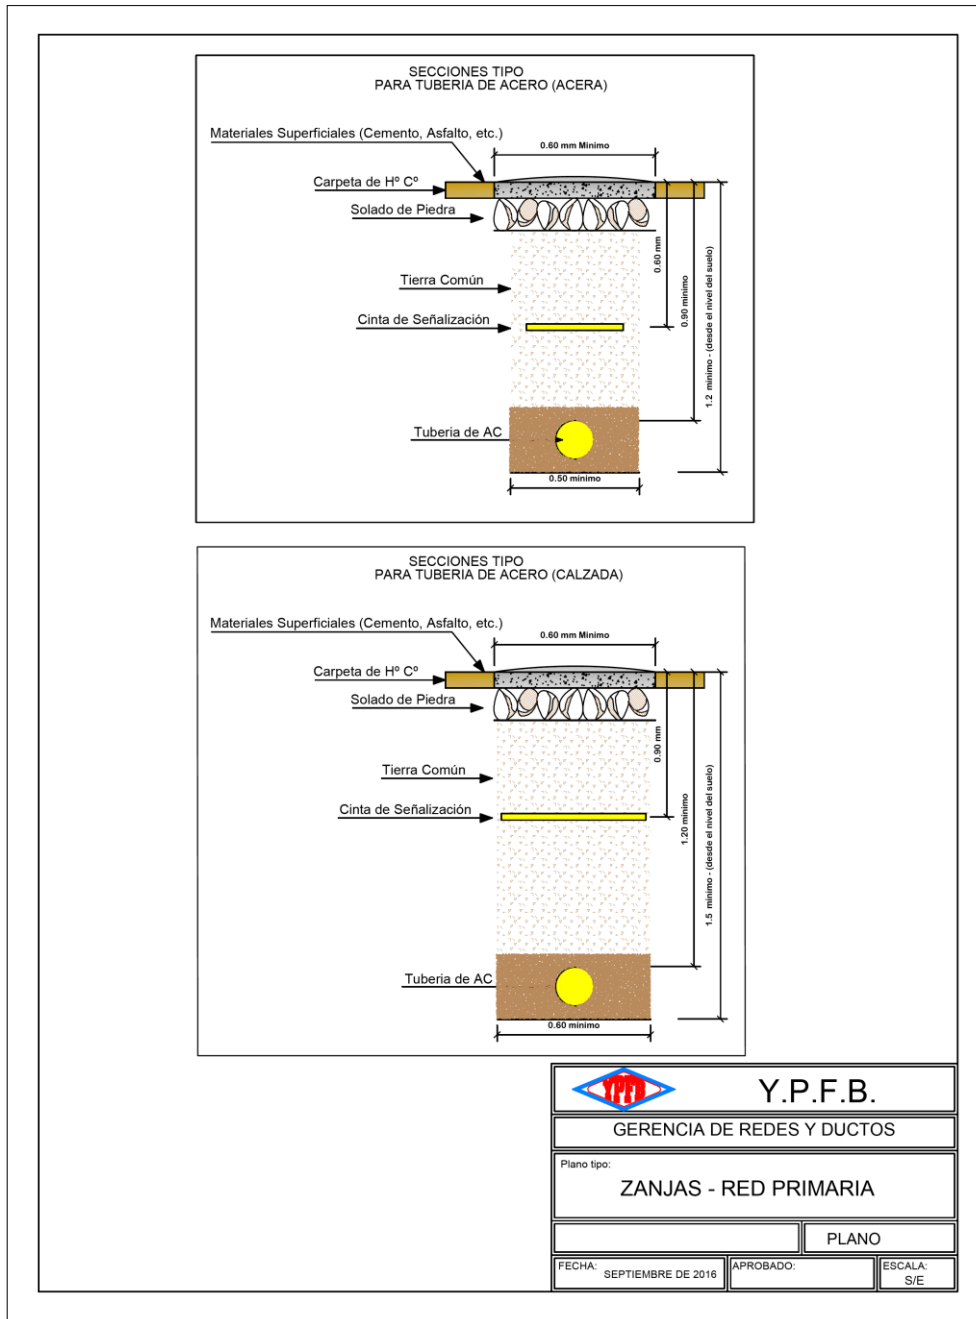 SECCIONES TIPO
PARA TUBERIA DE ACERO (ACERA)
Materiales Superficiales (Cemento, Asfalto, etc.)
0.60 mm Minimo
Carpeta de Hº Cº
Solado de Piedra
0.60 mm
Tierra Común
0.90 mínimo
1.2 mínimo - (desde el nivel del suelo)
Cinta de Señalización
Tuberia de AC
0.50 mínimo
SECCIONES TIPO
PARA TUBERIA DE ACERO (CALZADA)
Materiales Superficiales (Cemento, Asfalto, etc.)
0.60 mm Minimo
Carpeta de Hº Cº
Solado de Piedra
0.90 mm
Tierra Común
1.20 mínimo
1.5 mínimo - (desde el nivel del suelo)
Cinta de Señalización
Tuberia de AC
0.60 mínimo
YPFB
Y.P.F.B.
GERENCIA DE REDES Y DUCTOS
Plano tipo:
ZANJAS - RED PRIMARIA
PLANO
FECHA: SEPTIEMBRE DE 2016
APROBADO:
ESCALA:
S/E